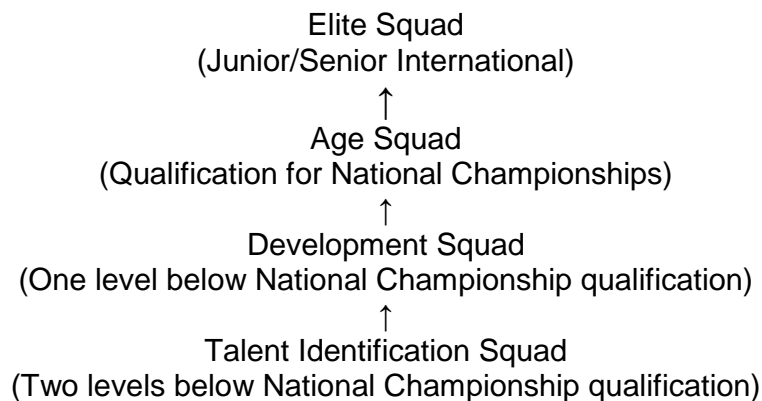 Elite Squad
(Junior/Senior International)
↑
Age Squad
(Qualification for National Championships)
↑
Development Squad
(One level below National Championship qualification)
↑
Talent Identification Squad
(Two levels below National Championship qualification)